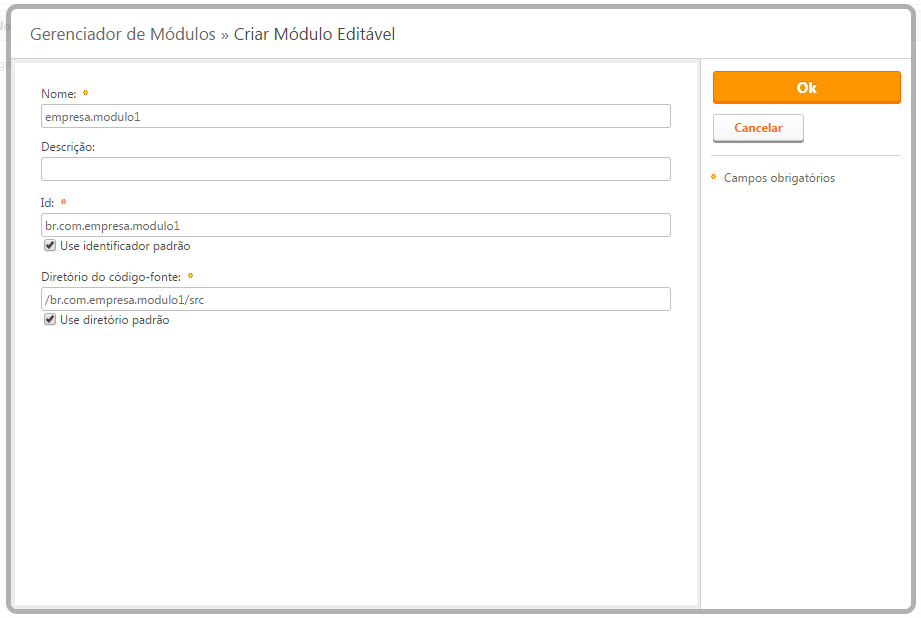 Gerenciador de Módulos » Criar Módulo Editável
Nome: *
empresa.modulo1
Descrição:
Id: *
br.com.empresa.modulo1
Use identificador padrão
Diretório do código-fonte: *
/br.com.empresa.modulo1/src
Use diretório padrão
Ok
Cancelar
* Campos obrigatórios